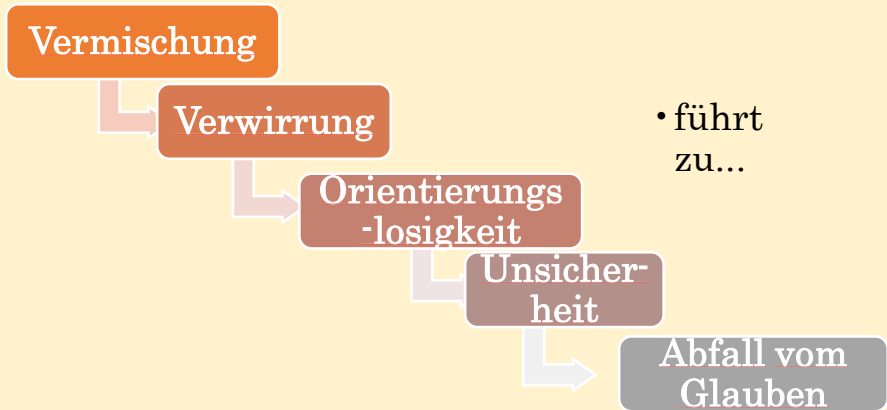 Vermischung
Verwirrung
• führt
zu...
Orientierungs
-losigkeit
Unsicher-
heit
Abfall vom
Glauben